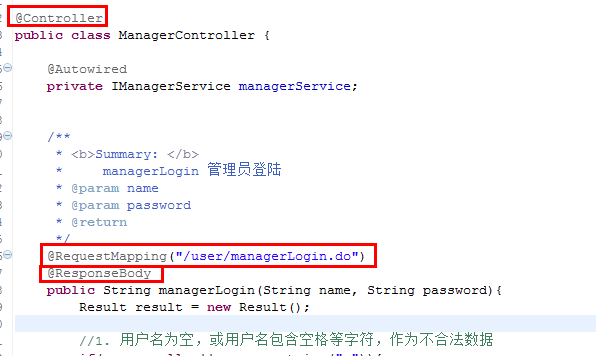 @Controller
public class ManagerController {
@Autowired
private IManagerService managerService;
/**
* <b>Summary: </b>
* managerLogin 管理员登陆
* @param name
* @param password
* @return
*/
@RequestMapping("/user/managerLogin.do")
@ResponseBody
public String managerLogin(String name, String password){
Result result = new Result();
//1. 用户名为空，或用户名包含空格等字符，作为不合法数据